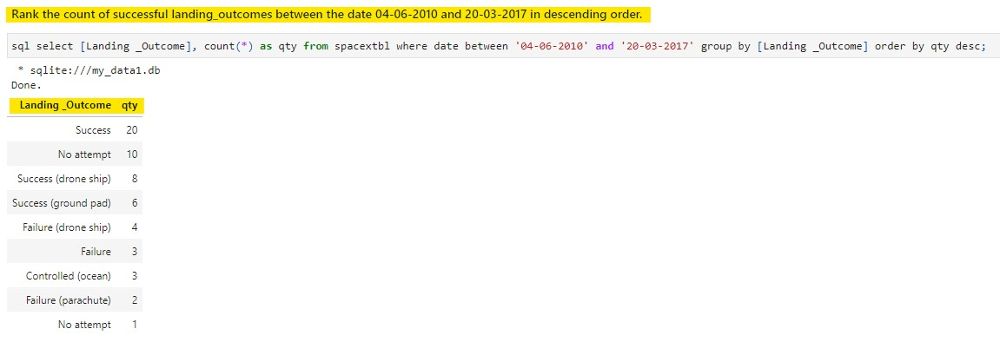 Rank the count of successful landing_outcomes between the date 04-06-2010 and 20-03-2017 in descending order.
sql select [Landing _Outcome], count(*) as qty from spacextbl where date between '04-06-2010' and '20-03-2017' group by [Landing _Outcome] order by qty desc;
* sqlite:///my_data1.db
Done.
Landing _Outcome qty
Success 20
No attempt 10
Success (drone ship) 8
Success (ground pad) 6
Failure (drone ship) 4
Failure 3
Controlled (ocean) 3
Failure (parachute) 2
No attempt 1